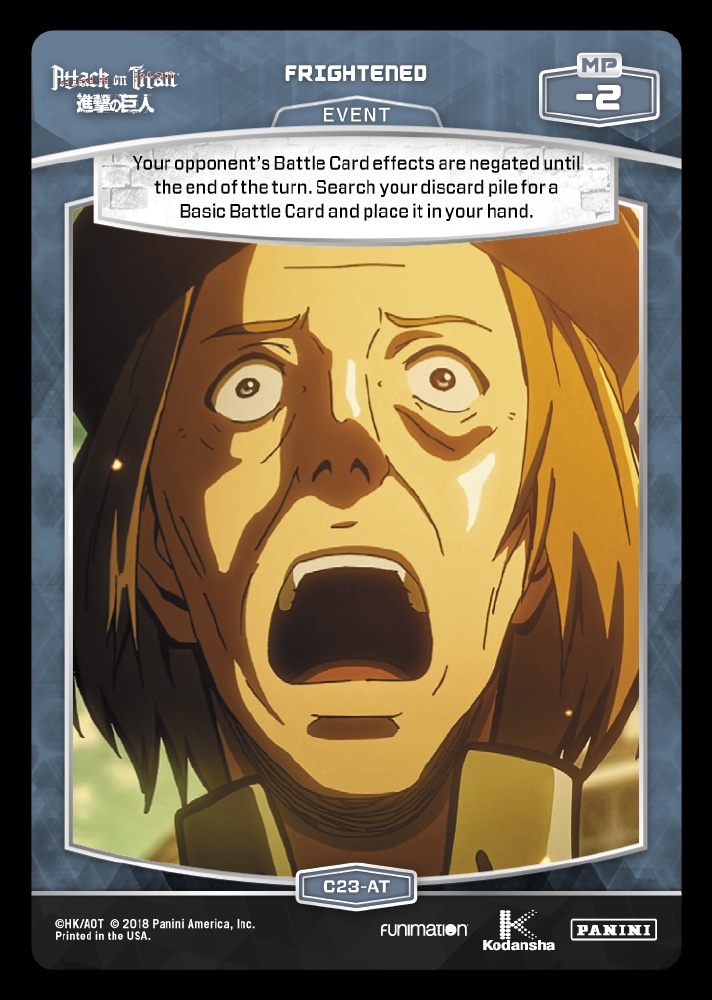 Attack on Titan
進撃の巨人
FRIGHTENED
MP
-2
EVENT
Your opponent's Battle Card effects are negated until
the end of the turn. Search your discard pile for a
Basic Battle Card and place it in your hand.
C23-AT
©HK/AOT © 2018 Panini America, Inc.
Printed in the USA.
FUNIMATION
K
Kodansha
PANINI